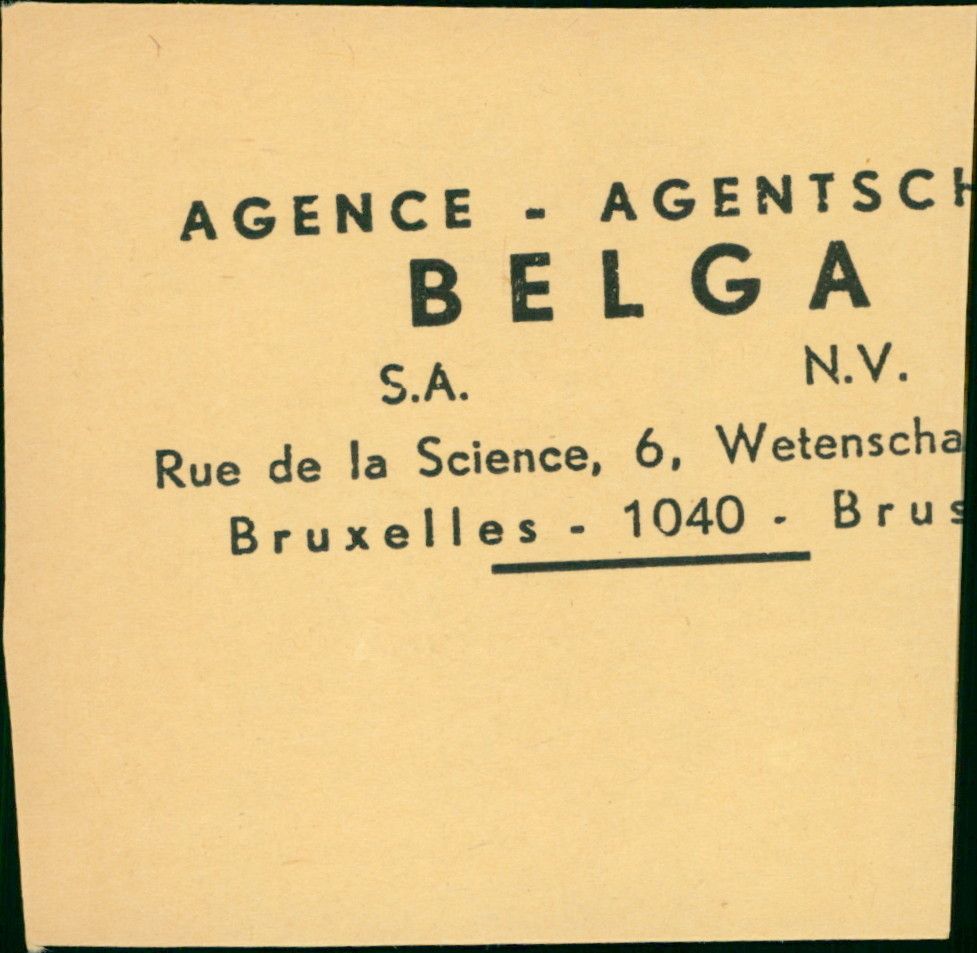 AGENCE - AGENTSCH
BELGA
S.A. N.V.
Rue de la Science, 6, Wetenscha
Bruxelles - 1040 - Brus